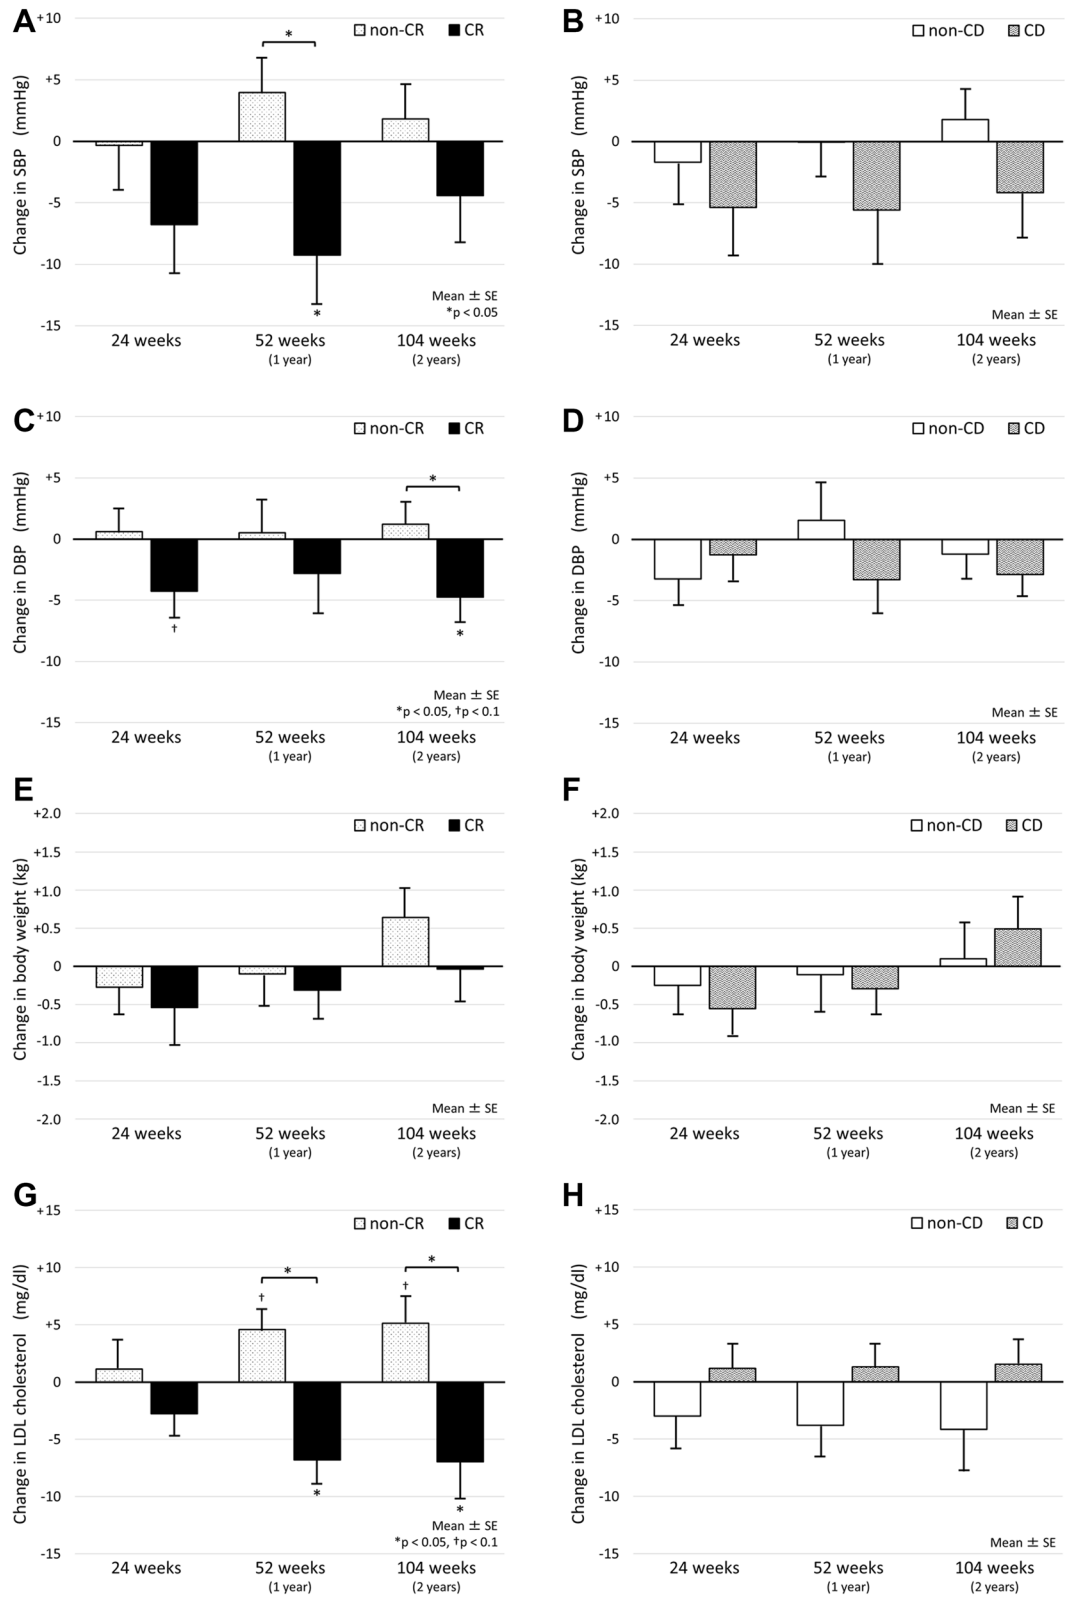 A
non-CR CR
Change in SBP (mmHg)
+10
+5
0
-5
-10
-15
*
*
Mean ± SE
*p < 0.05
24 weeks 52 weeks 104 weeks
(1 year) (2 years)
B
non-CD CD
Change in SBP (mmHg)
+10
+5
0
-5
-10
-15
Mean ± SE
24 weeks 52 weeks 104 weeks
(1 year) (2 years)
C
non-CR CR
Change in DBP (mmHg)
+10
+5
0
-5
-10
-15
*
†
*
Mean ± SE
*p < 0.05, †p < 0.1
24 weeks 52 weeks 104 weeks
(1 year) (2 years)
D
non-CD CD
Change in DBP (mmHg)
+10
+5
0
-5
-10
-15
Mean ± SE
24 weeks 52 weeks 104 weeks
(1 year) (2 years)
E
non-CR CR
Change in body weight (kg)
+2.0
+1.5
+1.0
+0.5
0
-0.5
-1.0
-1.5
-2.0
Mean ± SE
24 weeks 52 weeks 104 weeks
(1 year) (2 years)
F
non-CD CD
Change in body weight (kg)
+2.0
+1.5
+1.0
+0.5
0
-0.5
-1.0
-1.5
-2.0
Mean ± SE
24 weeks 52 weeks 104 weeks
(1 year) (2 years)
G
non-CR CR
Change in LDL cholesterol (mg/dl)
+15
+10
+5
0
-5
-10
-15
* *
† †
* *
Mean ± SE
*p < 0.05, †p < 0.1
24 weeks 52 weeks 104 weeks
(1 year) (2 years)
H
non-CD CD
Change in LDL cholesterol (mg/dl)
+15
+10
+5
0
-5
-10
-15
Mean ± SE
24 weeks 52 weeks 104 weeks
(1 year) (2 years)